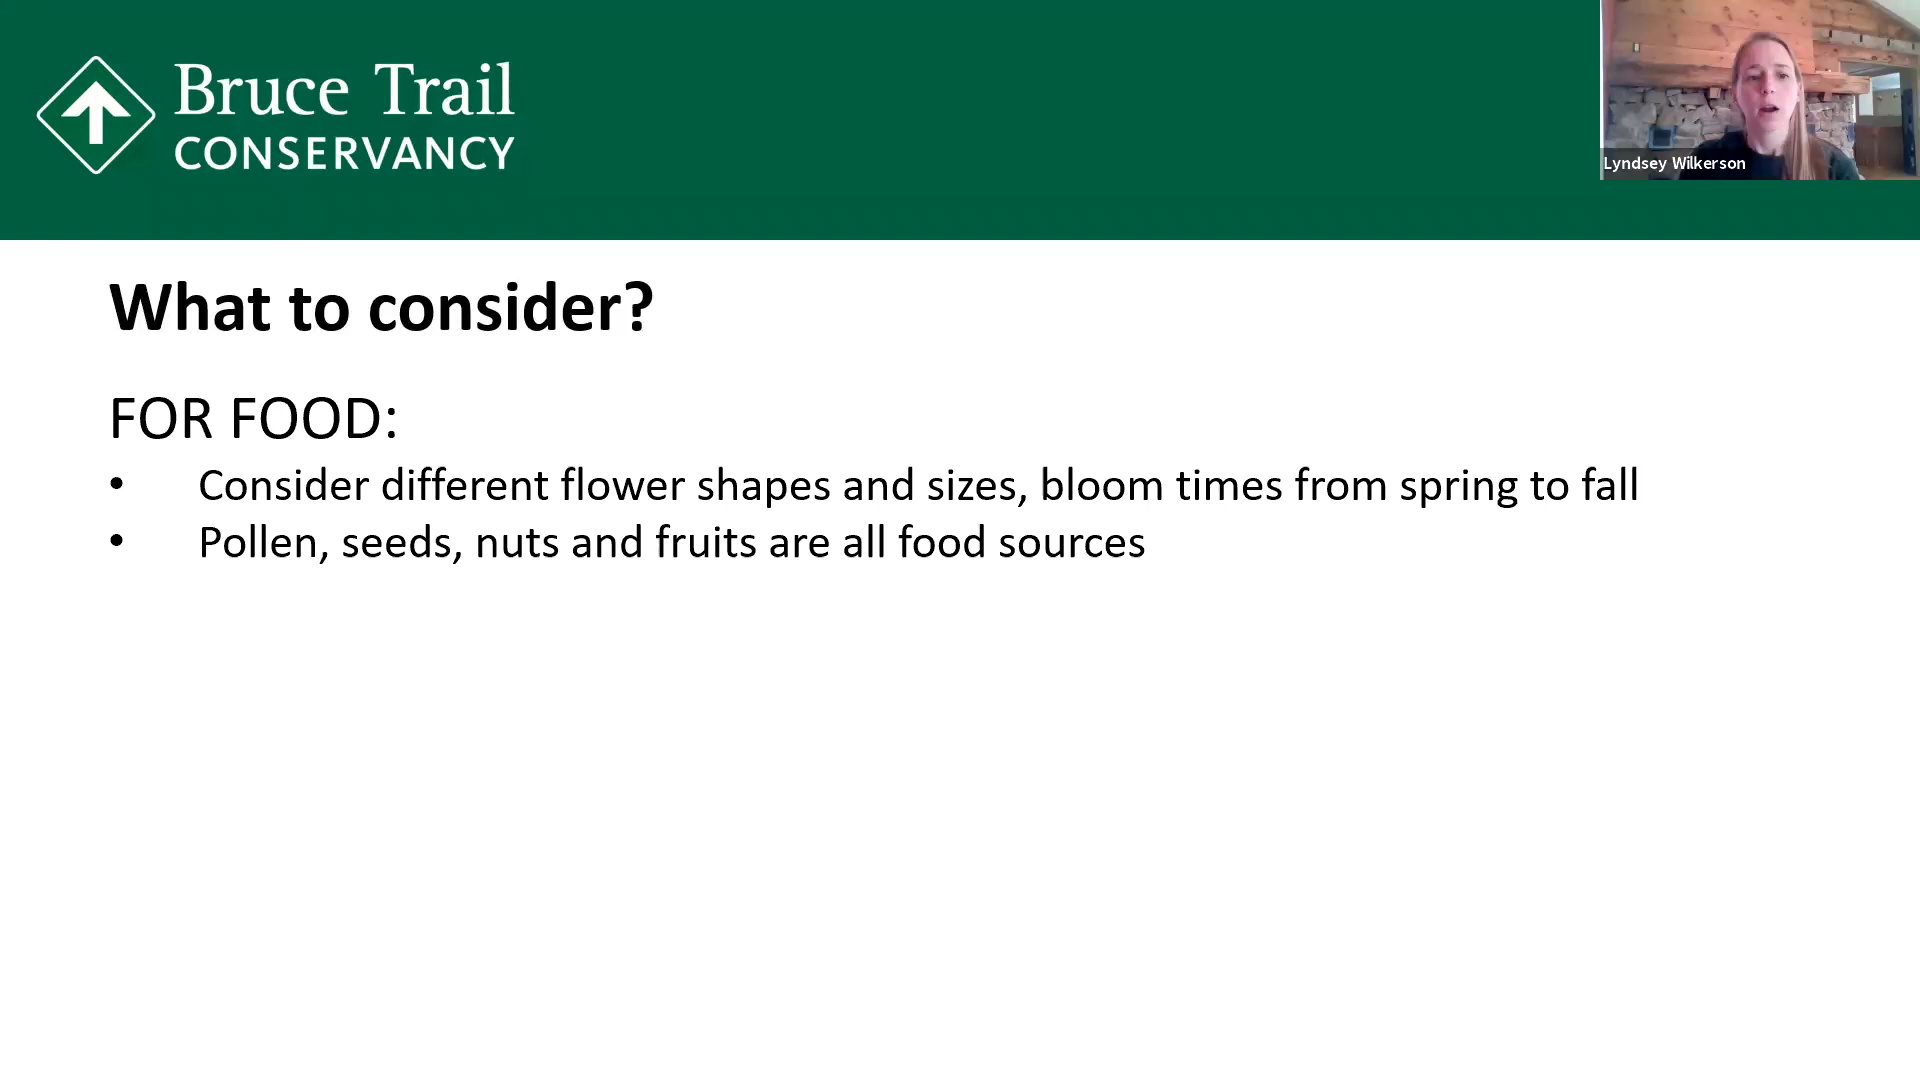 Bruce Trail
CONSERVANCY
Lyndsey Wilkerson
What to consider?
FOR FOOD:
• Consider different flower shapes and sizes, bloom times from spring to fall
• Pollen, seeds, nuts and fruits are all food sources